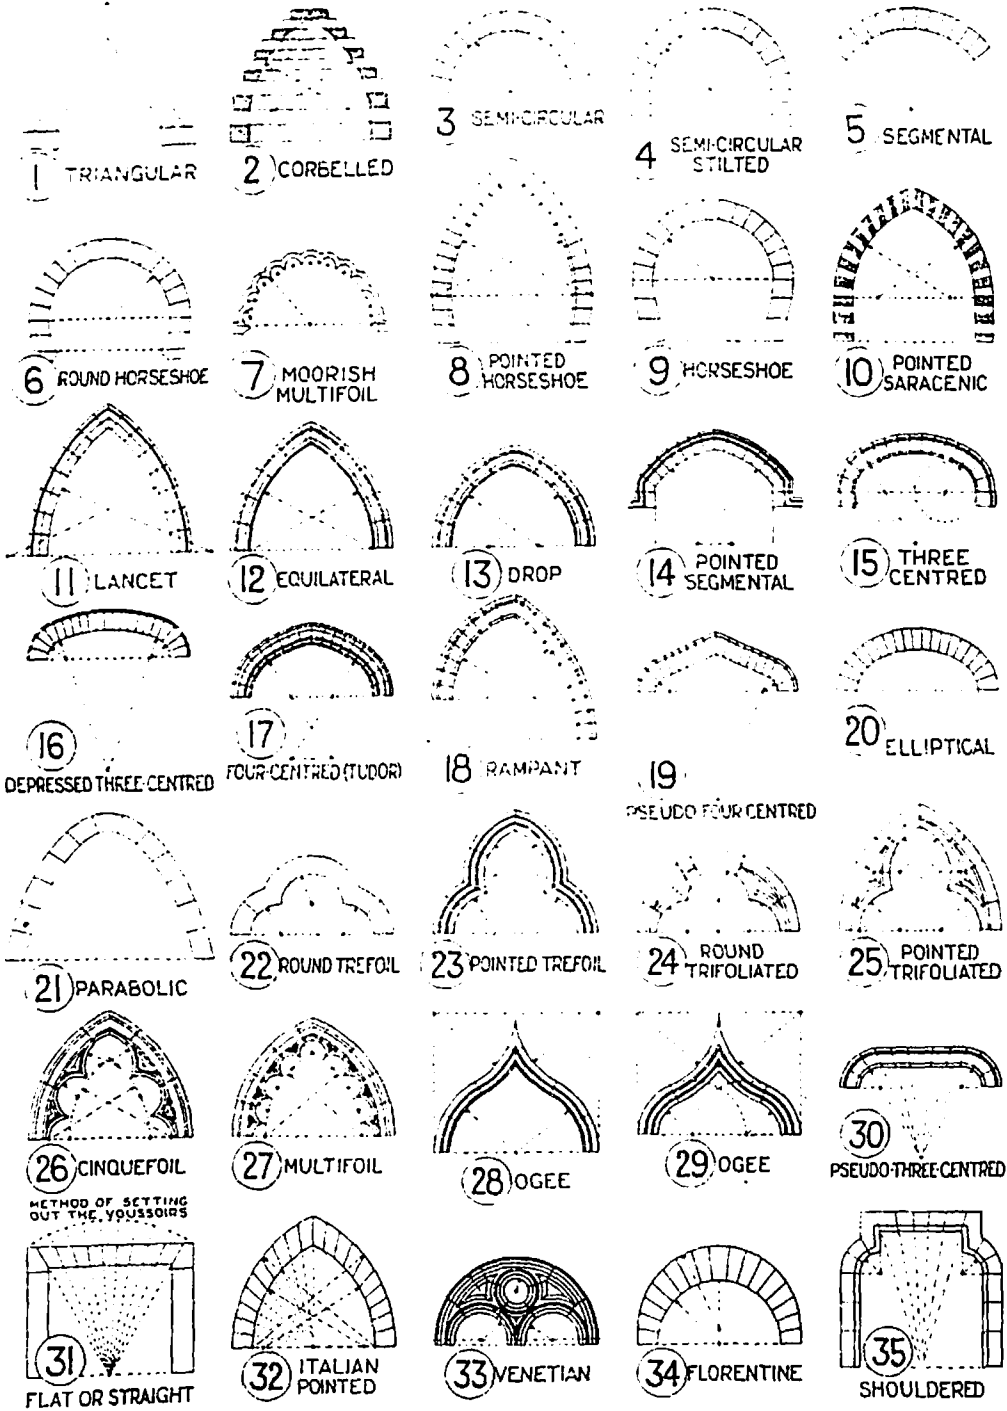 1 TRIANGULAR
2 CORBELLED
3 SEMI-CIRCULAR
4 SEMI-CIRCULAR
STILTED
5 SEGMENTAL
6 ROUND HORSESHOE
7 MOORISH
MULTIFOIL
8 POINTED
HORSESHOE
9 HORSESHOE
10 POINTED
SARACENIC
11 LANCET
12 EQUILATERAL
13 DROP
14 POINTED
SEGMENTAL
15 THREE
CENTRED
16
DEPRESSED THREE-CENTRED
17
FOUR-CENTRED (TUDOR)
18 RAMPANT
19
PSEUDO FOUR CENTRED
20 ELLIPTICAL
21 PARABOLIC
22 ROUND TREFOIL
23 POINTED TREFOIL
24 ROUND
TRIFOLIATED
25 POINTED
TRIFOLIATED
26 CINQUEFOIL
27 MULTIFOIL
28 OGEE
29 OGEE
30
PSEUDO-THREE-CENTRED
METHOD OF SETTING
OUT THE VOUSSOIRS
31
FLAT OR STRAIGHT
32 ITALIAN
POINTED
33 VENETIAN
34 FLORENTINE
35
SHOULDERED